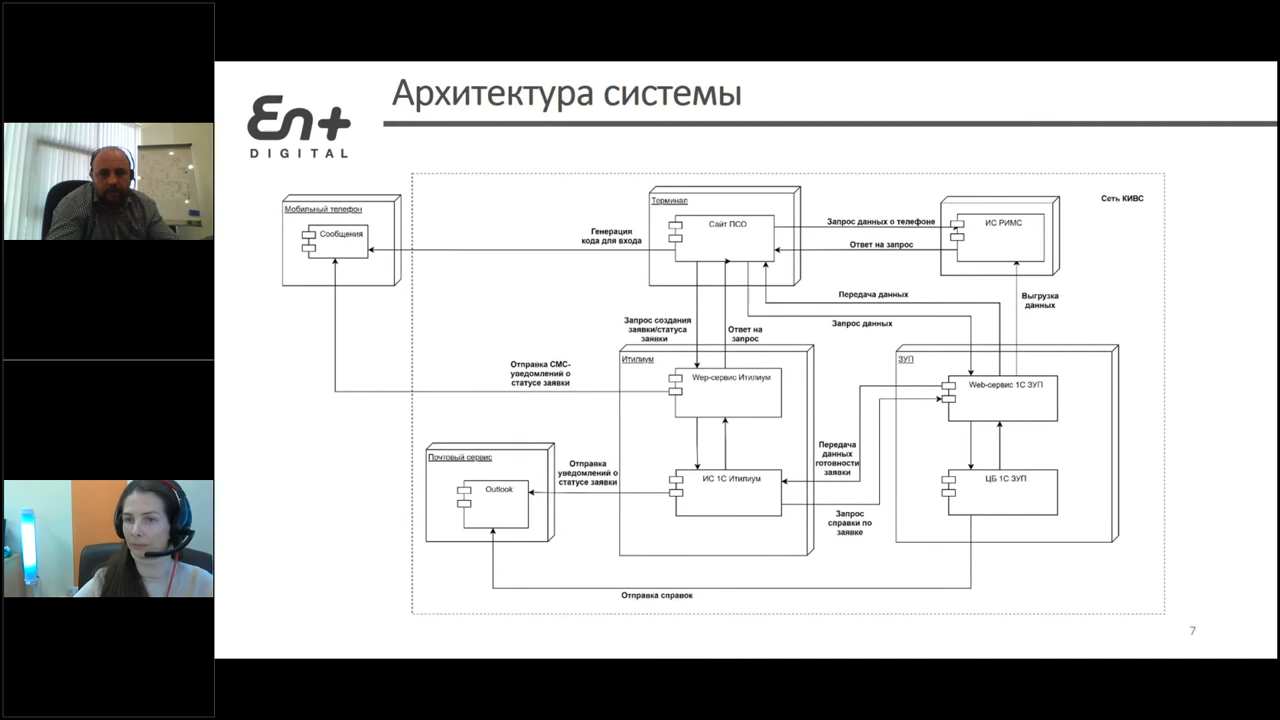 Архитектура системы
En+
DIGITAL
Сеть КИВС
Мобильный телефон
Сообщения
Генерация
кода для входа
Терминал
Сайт ПСО
Запрос данных о телефоне
Ответ на запрос
ИС РИМС
Передача данных
Запрос данных
Выгрузка
данных
Запрос создания
заявки/статуса
заявки
Ответ на
запрос
Отправка СМС-
уведомлений о
статусе заявки
Итилиум
Wep-сервис Итилиум
ИС 1С Итилиум
ЗУП
Web-сервис 1С ЗУП
ЦБ 1С ЗУП
Передача
данных
готовности
заявки
Запрос
справки по
заявке
Почтовый сервис
Outlook
Отправка
уведомлений о
статусе заявки
Отправка справок
7